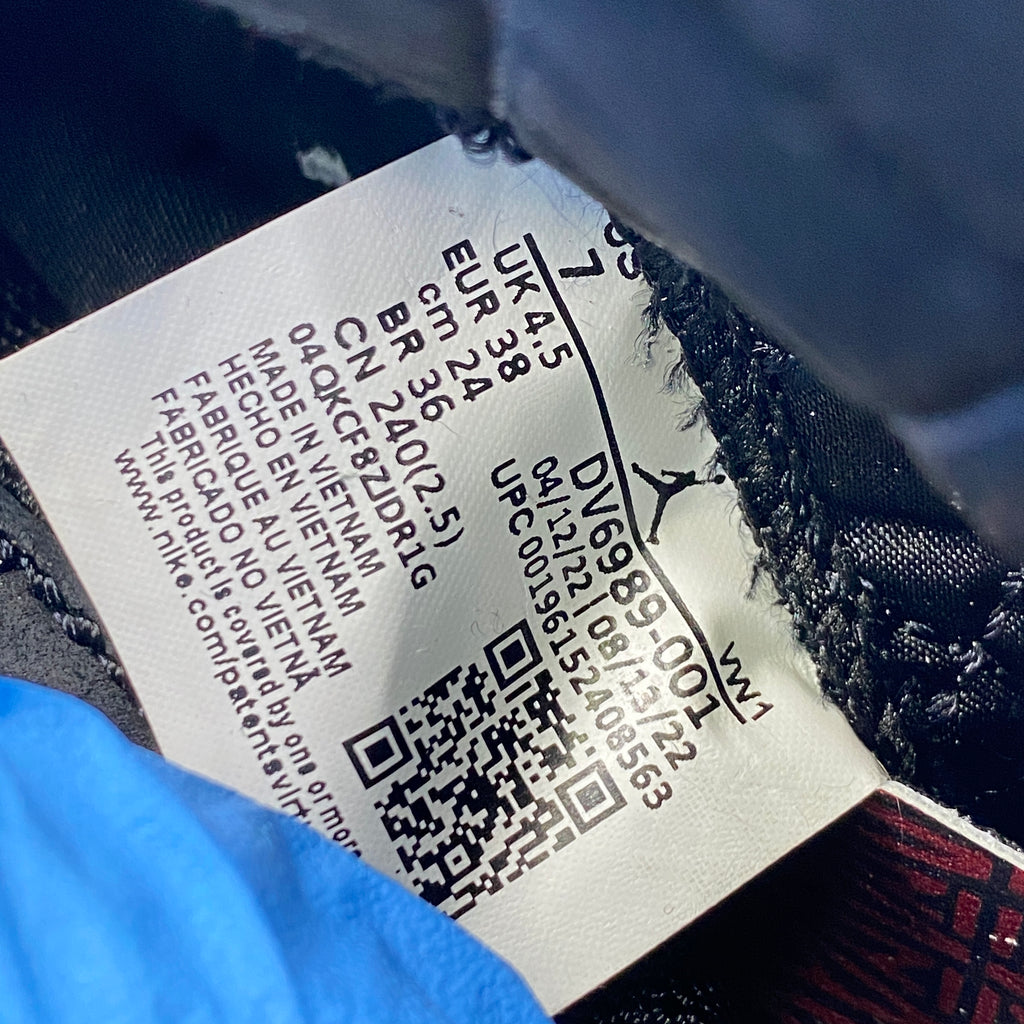 US
7
UK 4.5
EUR 38
cm 24
BR 36
CN 240(2.5)
04QKCF8ZJDR1G
MADE IN VIETNAM
HECHO EN VIETNAM
FABRIQUE AU VIETNAM
FABRICADO NO VIETNÃ
This product is covered by one or more
www.nike.com/patentsvirt
VW1
DV6989-001
04/12/22 | 08/13/22
UPC 00196152408563